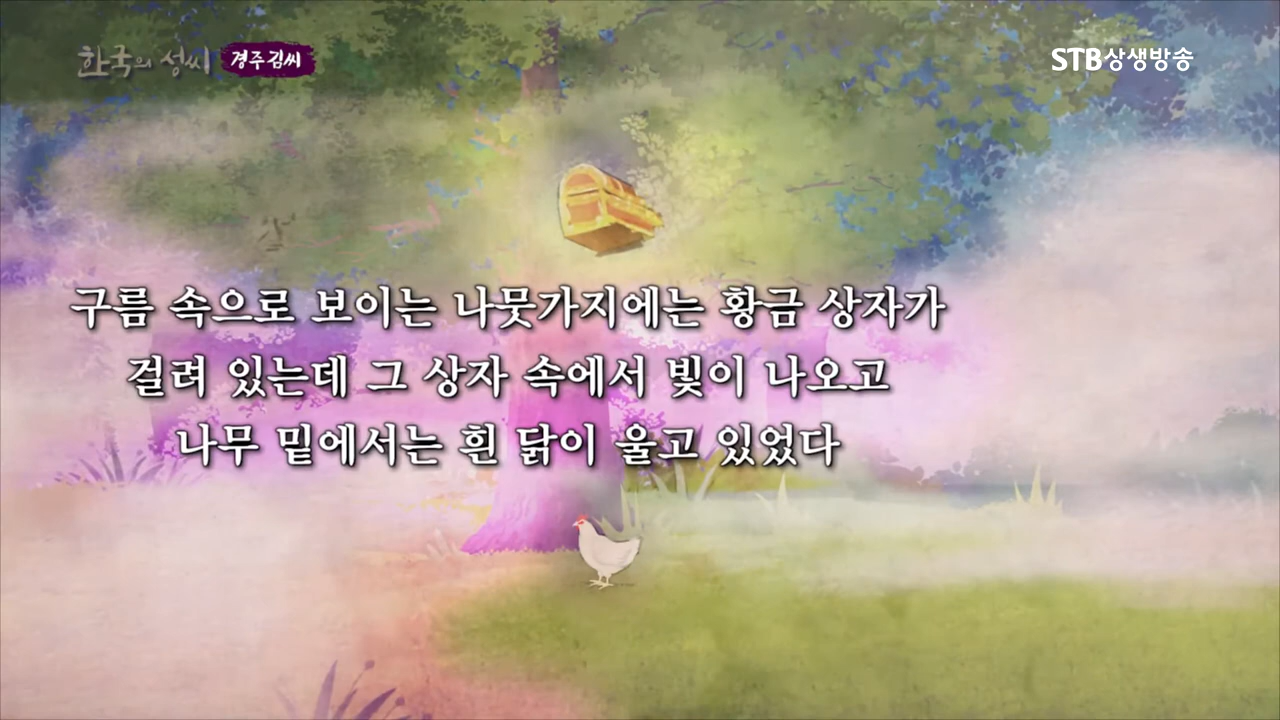 한국의 성씨 경주김씨
STB상생방송
구름 속으로 보이는 나뭇가지에는 황금 상자가
걸려 있는데 그 상자 속에서 빛이 나오고
나무 밑에서는 흰 닭이 울고 있었다